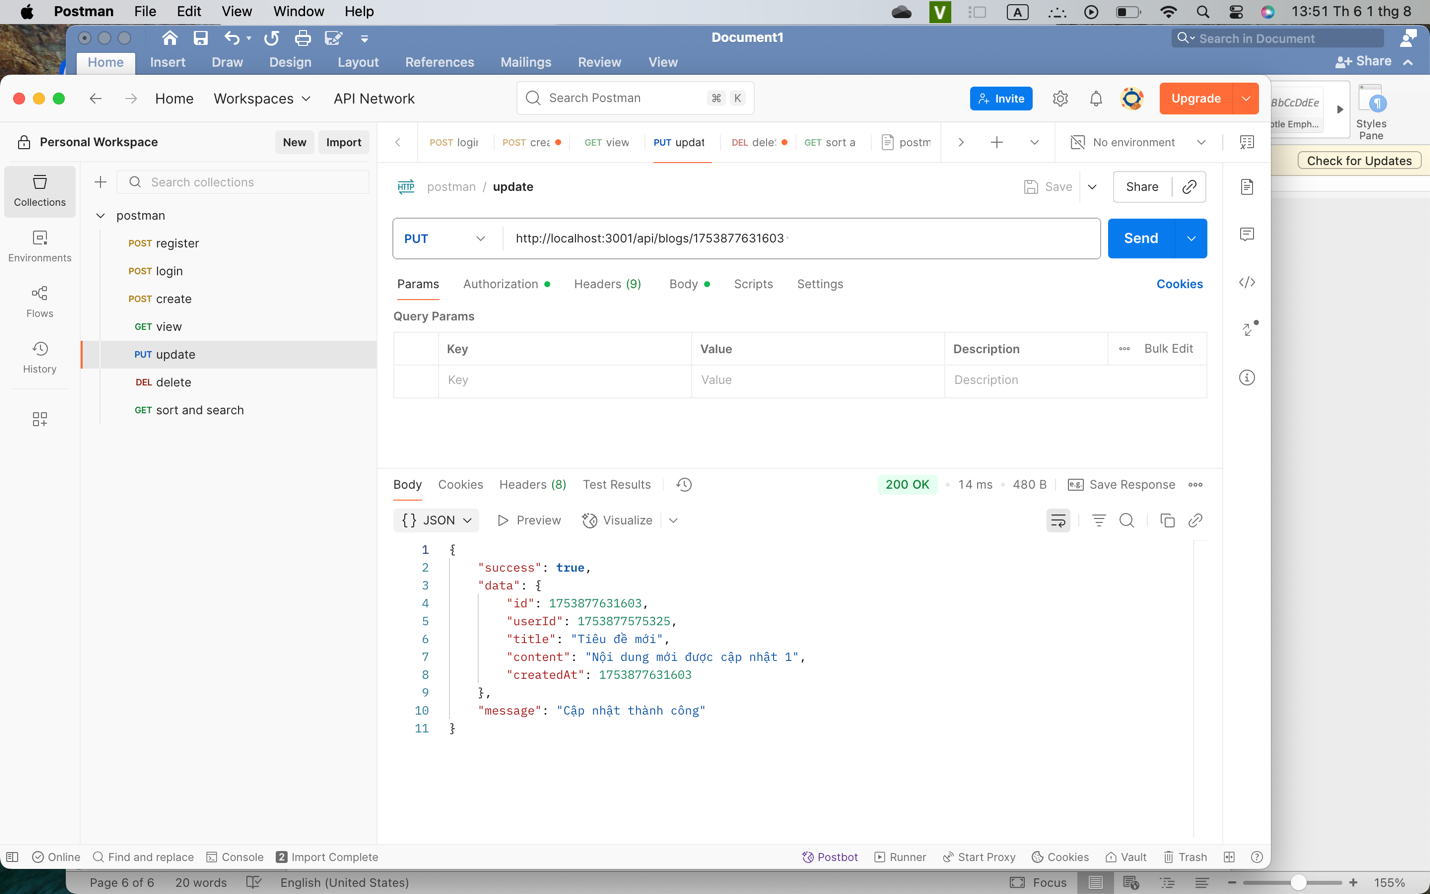 Postman File Edit View Window Help
V A 13:51 Th 6 1 thg 8
Document1
Search in Document
Home Insert Draw Design Layout References Mailings Review View
Share
Home Workspaces API Network
Search Postman ⌘ K
Invite
Upgrade
BbCcDdEe
Styles Pane
Personal Workspace
New Import
POST login
POST
GET view
PUT
DEL
GET sort a
No environment
Check for Updates
Collections
Search collections
HTTP postman / update
Save
Share
postman
POST register
PUT http://localhost:3001/api/blogs/1753877631603
Send
Environments
POST login
POST create
Params Authorization Headers (9) Body Scripts Settings
Cookies
Flows
GET view
Query Params
PUT update
Key Value Description ••• Bulk Edit
History
DEL delete
Key Value Description
GET sort and search
Body Cookies Headers (8) Test Results
200 OK • 14 ms • 480 B
e.g. Save Response •••
{} JSON Preview Visualize
1 {
2 "success": true,
3 "data": {
4 "id": 1753877631603,
5 "userId": 1753877575325,
6 "title": "Tiêu đề mới",
7 "content": "Nội dung mới được cập nhật 1",
8 "createdAt": 1753877631603
9 },
10 "message": "Cập nhật thành công"
11 }
Online Find and replace Console 2 Import Complete
Postbot Runner Start Proxy Cookies Vault Trash
Page 6 of 6 20 words English (United States)
Focus
155%